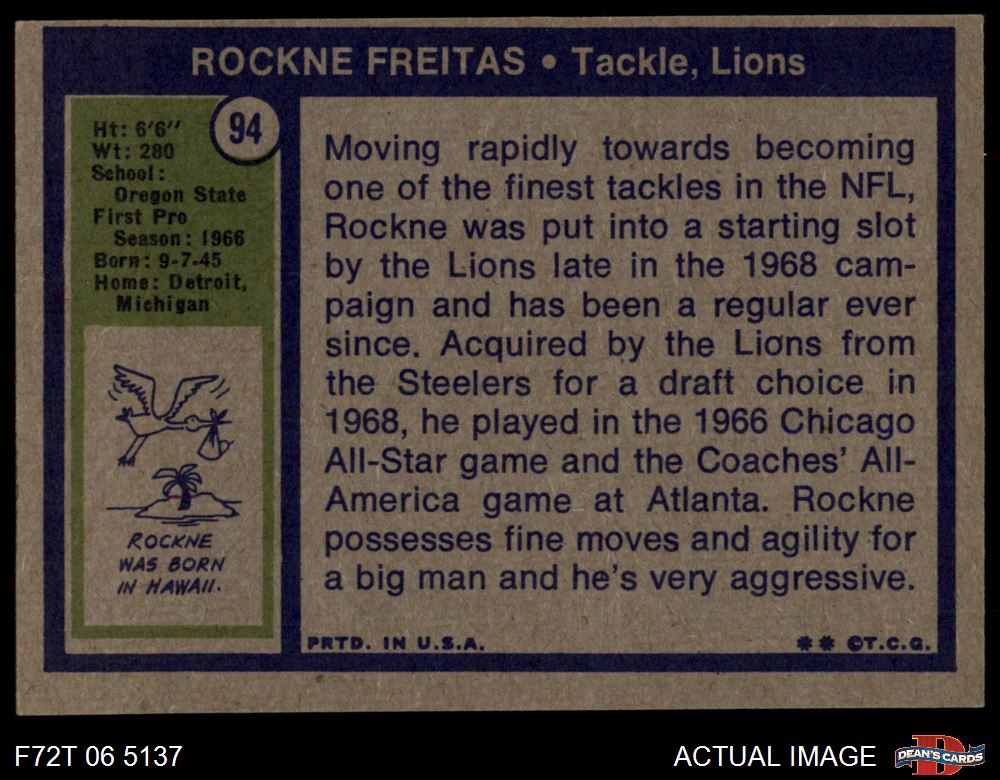 ROCKNE FREITAS • Tackle, Lions
94
Ht: 6'6"
Wt: 280
School:
Oregon State
First Pro
Season: 1966
Born: 9-7-45
Home: Detroit,
Michigan
ROCKNE
WAS BORN
IN HAWAII.
Moving rapidly towards becoming
one of the finest tackles in the NFL,
Rockne was put into a starting slot
by the Lions late in the 1968 cam-
paign and has been a regular ever
since. Acquired by the Lions from
the Steelers for a draft choice in
1968, he played in the 1966 Chicago
All-Star game and the Coaches' All-
America game at Atlanta. Rockne
possesses fine moves and agility for
a big man and he's very aggressive.
PRTD. IN U.S.A.
** ©T.C.G.
F72T 06 5137
ACTUAL IMAGE
D
DEAN'S CARDS